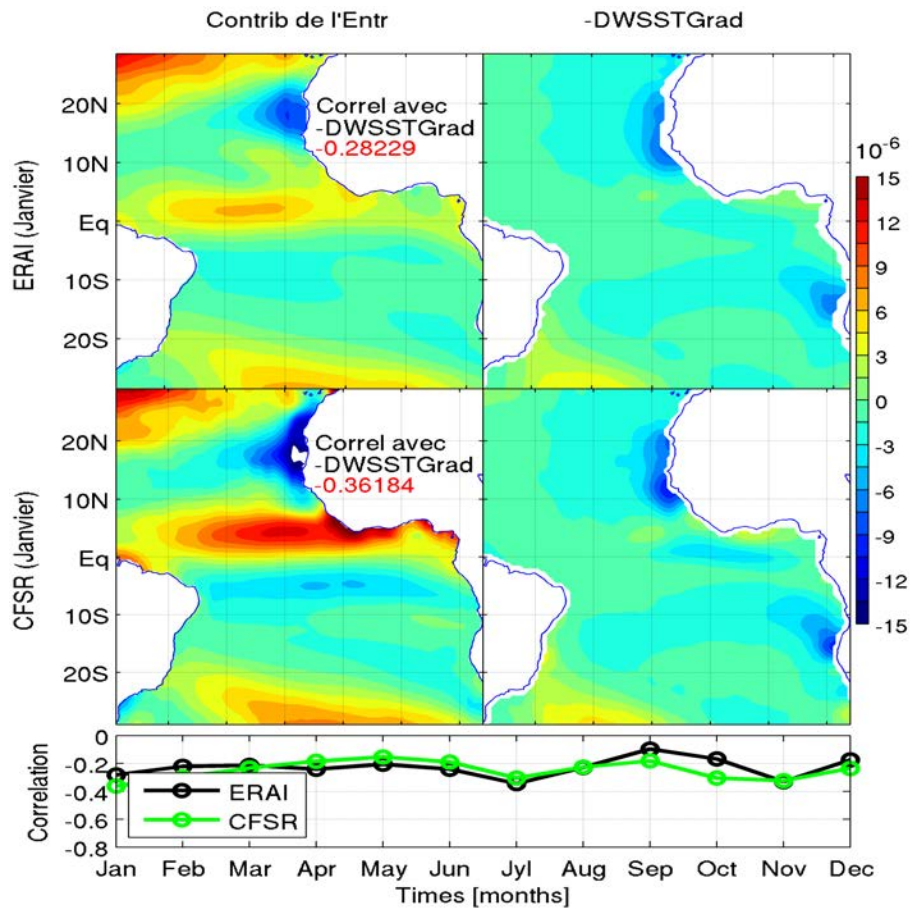 Contrib de l'Entr -DWSSTGrad
ERAI (Janvier)
20N
10N
Eq
10S
20S
Correl avec
-DWSSTGrad
-0.28229
CFSR (Janvier)
20N
10N
Eq
10S
20S
Correl avec
-DWSSTGrad
-0.36184
10-6
15
12
9
6
3
0
-3
-6
-9
-12
-15
Correlation
0
-0.2
-0.4
-0.6
-0.8
ERAI
CFSR
Jan Feb Mar Apr May Jun Jyl Aug Sep Oct Nov Dec
Times [months]